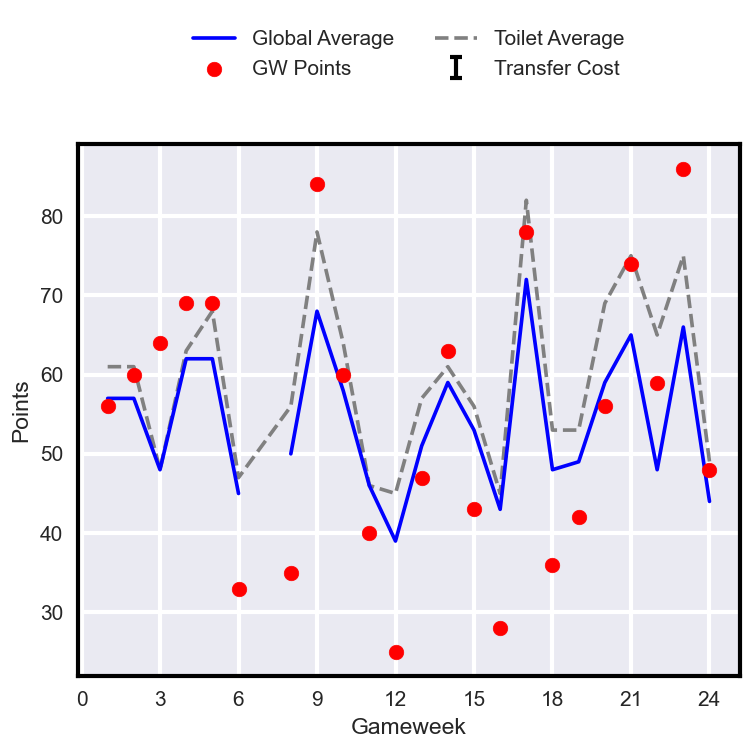 Global Average
Toilet Average
GW Points
Transfer Cost
Points
80
70
60
50
40
30
0 3 6 9 12 15 18 21 24
Gameweek